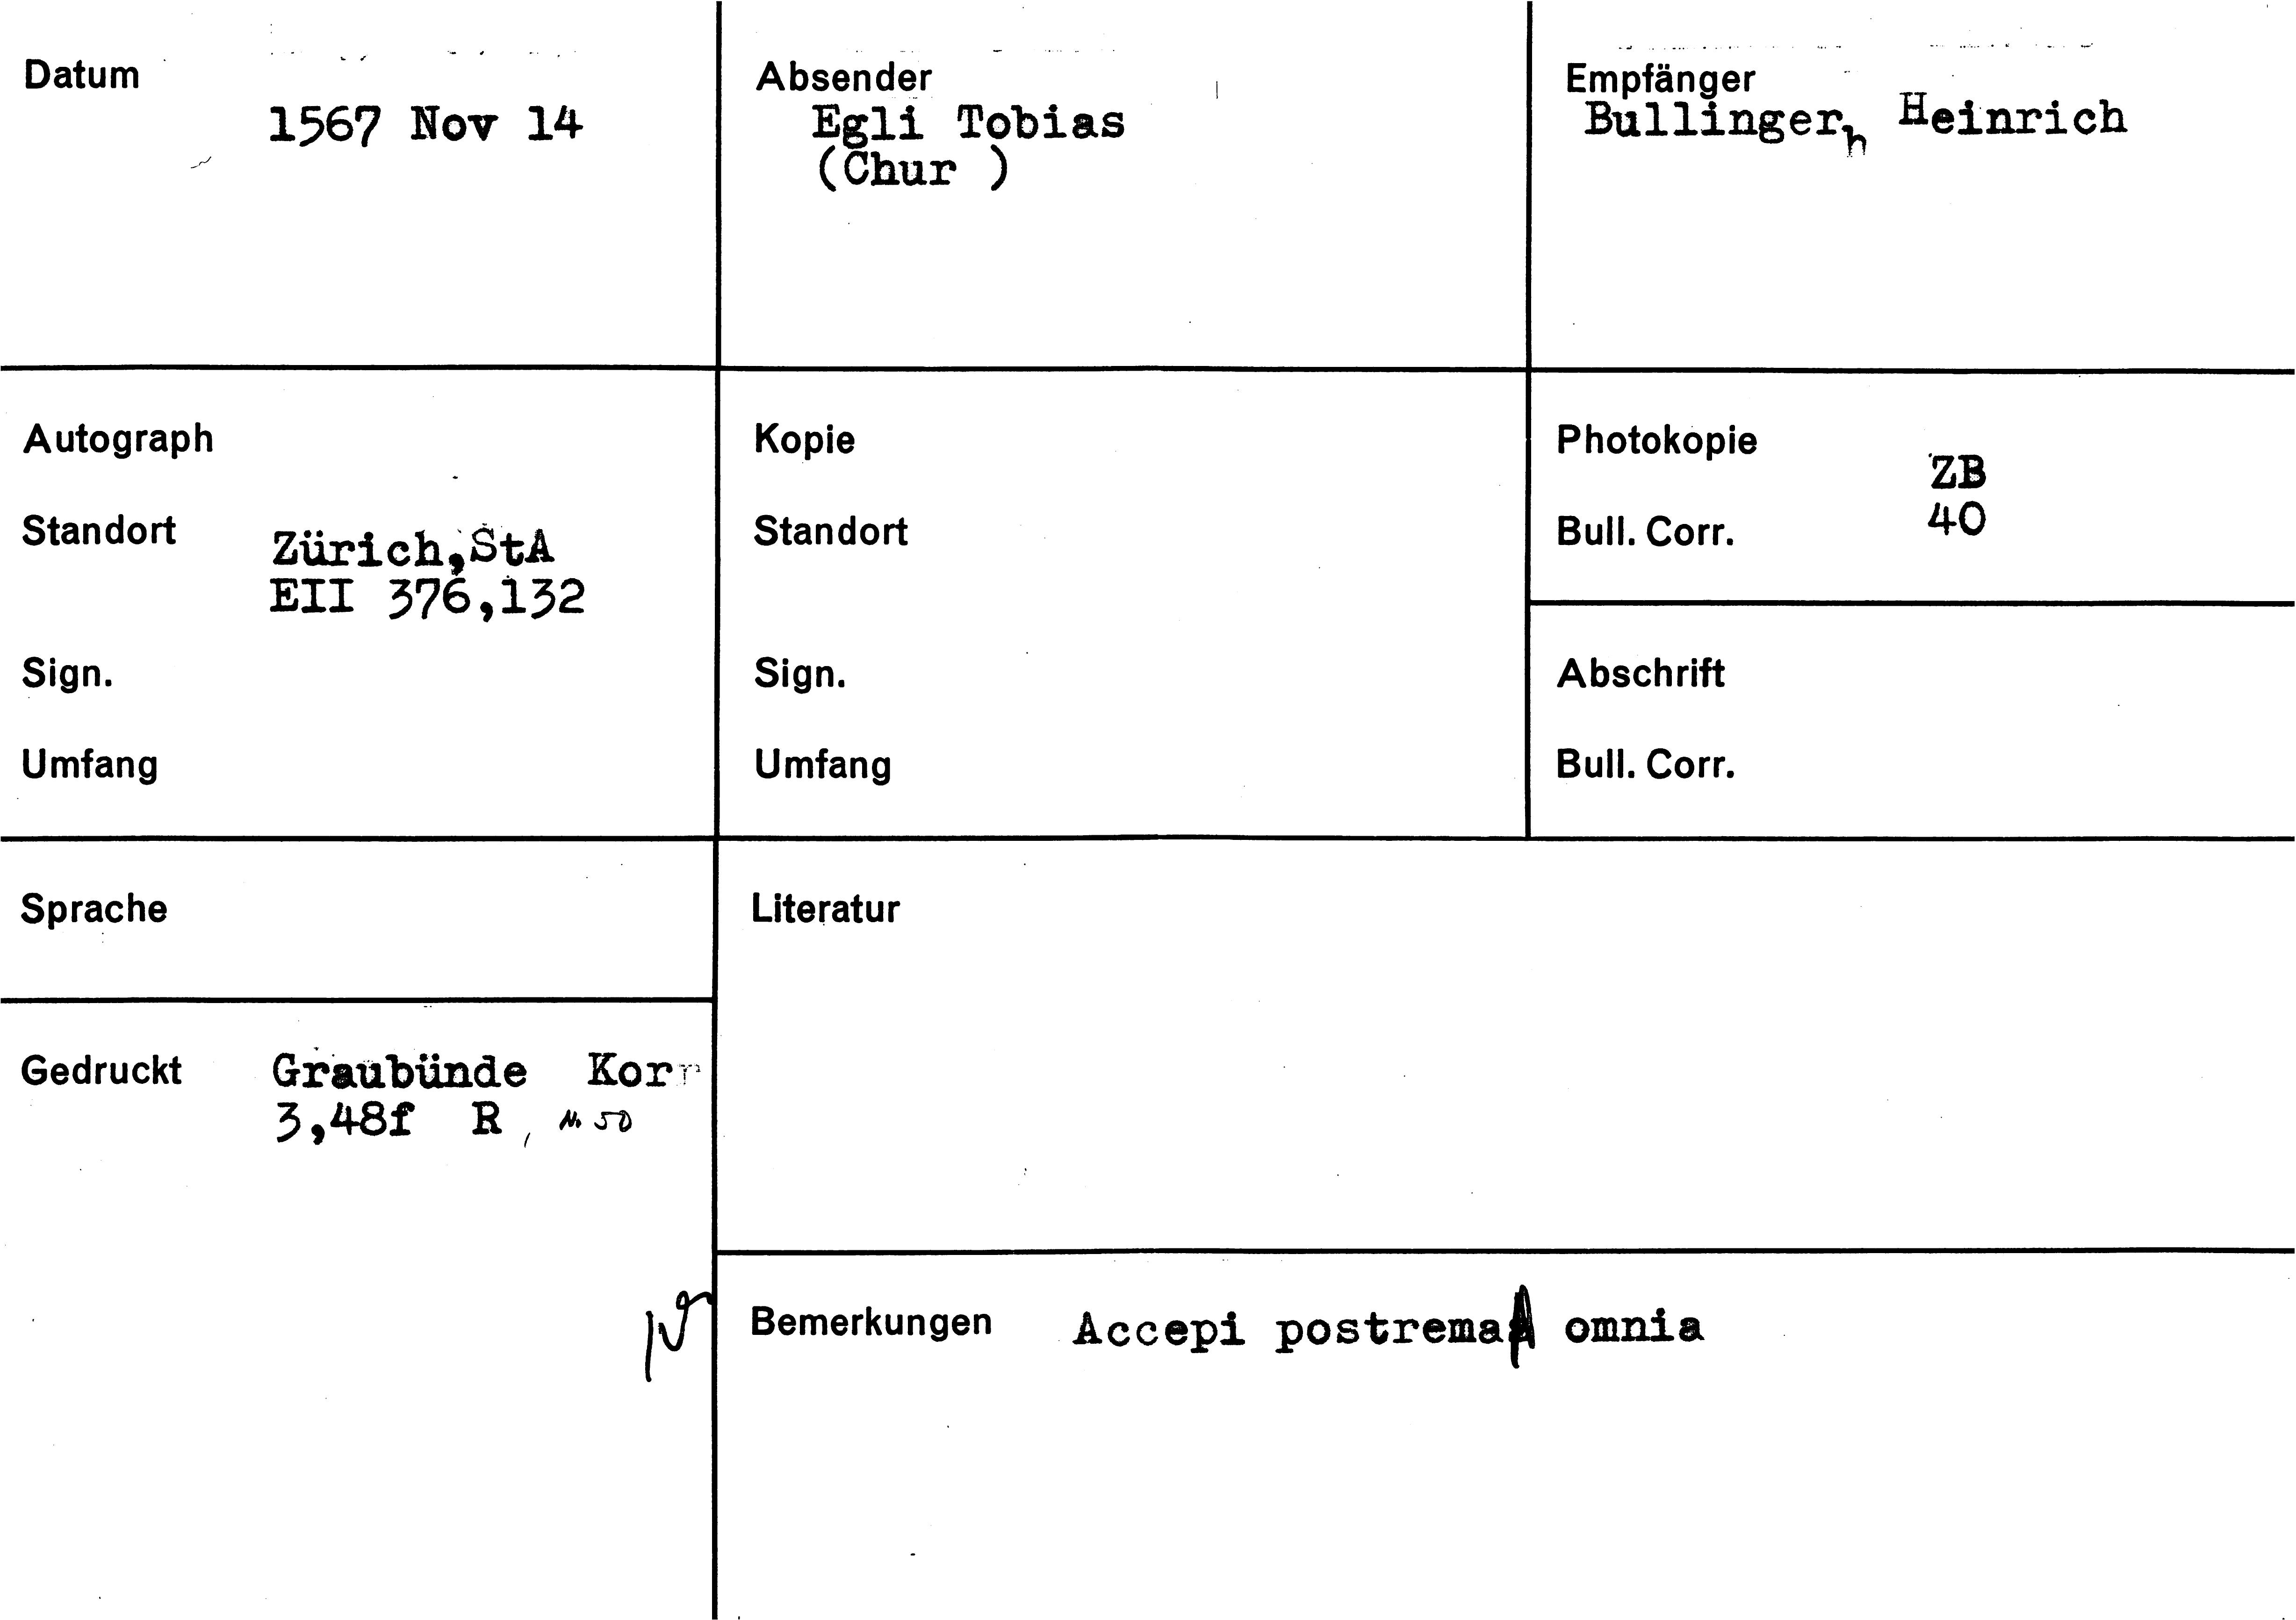 Datum
1567 Nov 14
Absender
Egli Tobias
(Chur )
Empfänger
Bullinger, Heinrich
Autograph
Standort
Zürich, StA
EII 376,132
Sign.
Umfang
Kopie
Standort
Sign.
Umfang
Photokopie
ZB
Bull. Corr.
40
Abschrift
Bull. Corr.
Sprache
Literatur
Gedruckt
Graubünde Korr
3,48f R, N. 50
Bemerkungen
Accepi postrema omnia